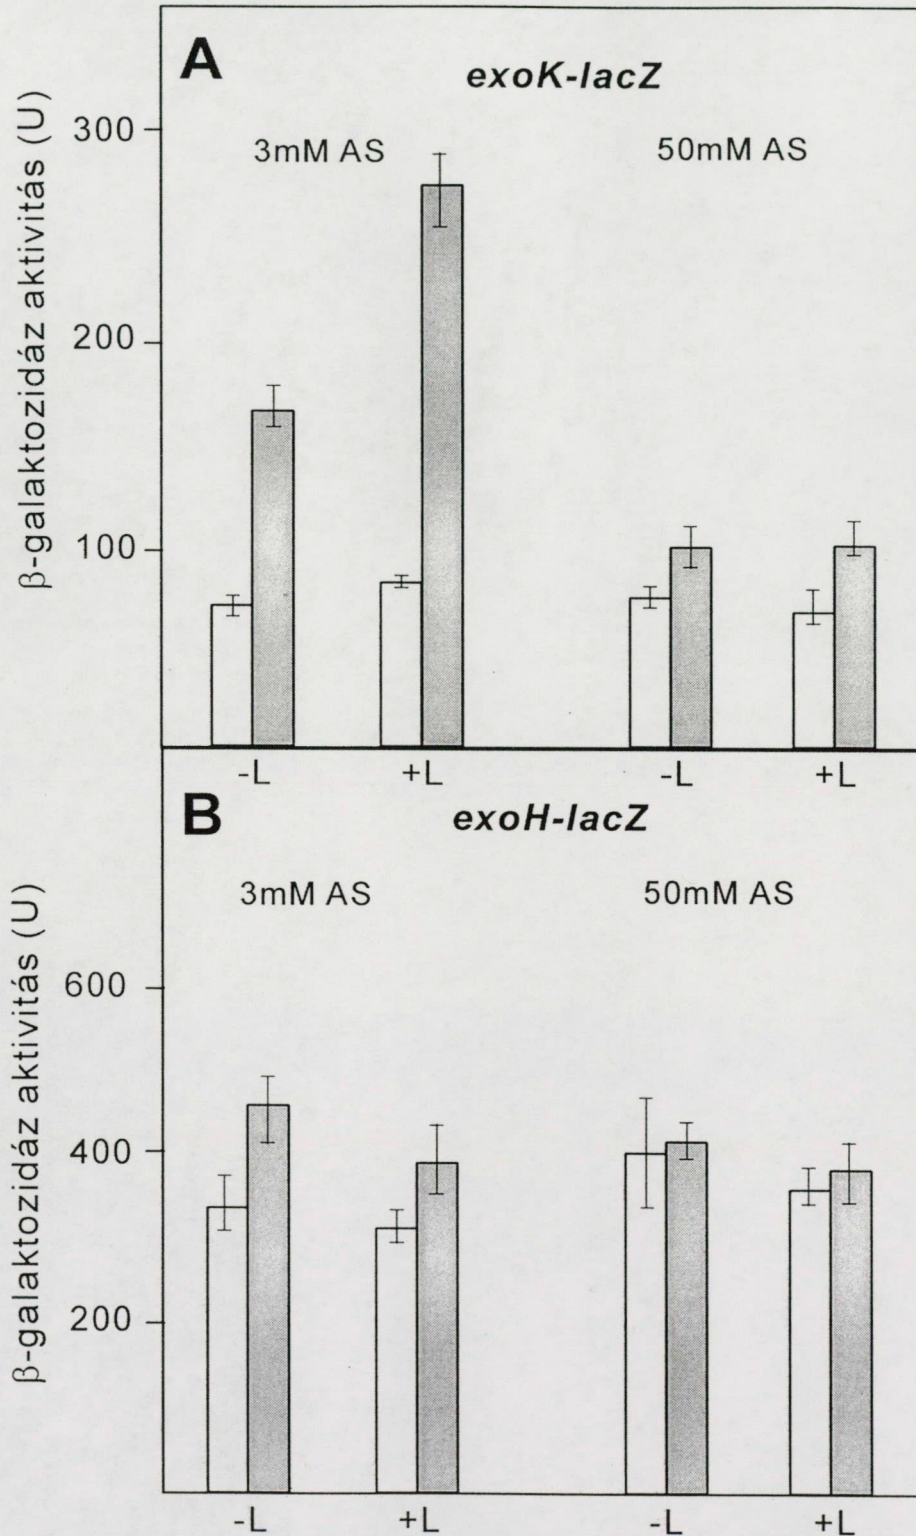 A
exoK-lacZ
3mM AS
50mM AS
β-galaktozidáz aktivitás (U)
300
200
100
-L
+L
-L
+L
B
exoH-lacZ
3mM AS
50mM AS
β-galaktozidáz aktivitás (U)
600
400
200
-L
+L
-L
+L